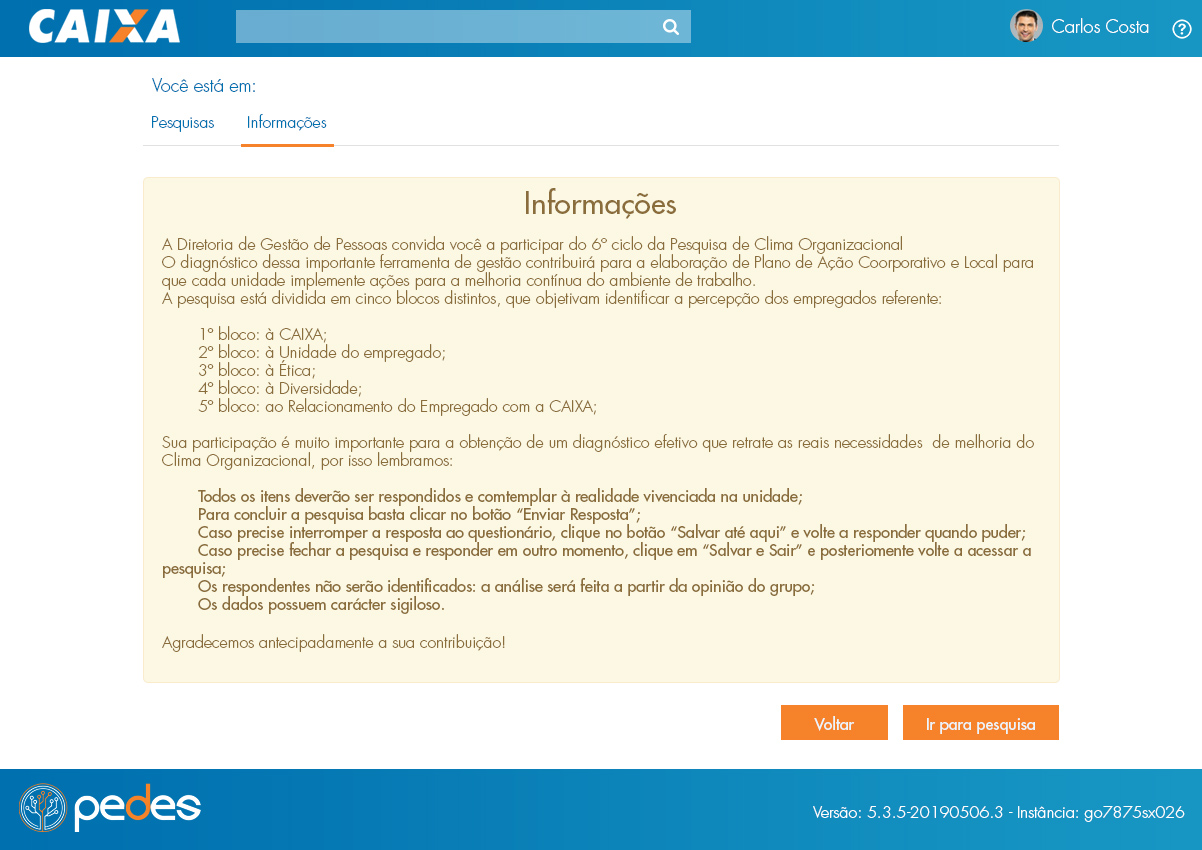 CAIXA
Carlos Costa
Você está em:
Pesquisas Informações
Informações
A Diretoria de Gestão de Pessoas convida você a participar do 6º ciclo da Pesquisa de Clima Organizacional
O diagnóstico dessa importante ferramenta de gestão contribuirá para a elaboração de Plano de Ação Coorporativo e Local para
que cada unidade implemente ações para a melhoria contínua do ambiente de trabalho.
A pesquisa está dividida em cinco blocos distintos, que objetivam identificar a percepção dos empregados referente:
1º bloco: à CAIXA;
2º bloco: à Unidade do empregado;
3º bloco: à Ética;
4º bloco: à Diversidade;
5º bloco: ao Relacionamento do Empregado com a CAIXA;
Sua participação é muito importante para a obtenção de um diagnóstico efetivo que retrate as reais necessidades  de melhoria do
Clima Organizacional, por isso lembramos:
Todos os itens deverão ser respondidos e comtemplar à realidade vivenciada na unidade;
Para concluir a pesquisa basta clicar no botão “Enviar Resposta”;
Caso precise interromper a resposta ao questionário, clique no botão “Salvar até aqui” e volte a responder quando puder;
Caso precise fechar a pesquisa e responder em outro momento, clique em “Salvar e Sair” e posteriomente volte a acessar a
pesquisa;
Os respondentes não serão identificados: a análise será feita a partir da opinião do grupo;
Os dados possuem carácter sigiloso.
Agradecemos antecipadamente a sua contribuição!
Voltar
Ir para pesquisa
pedes
Versão: 5.3.5-20190506.3 - Instância: go7875sx026